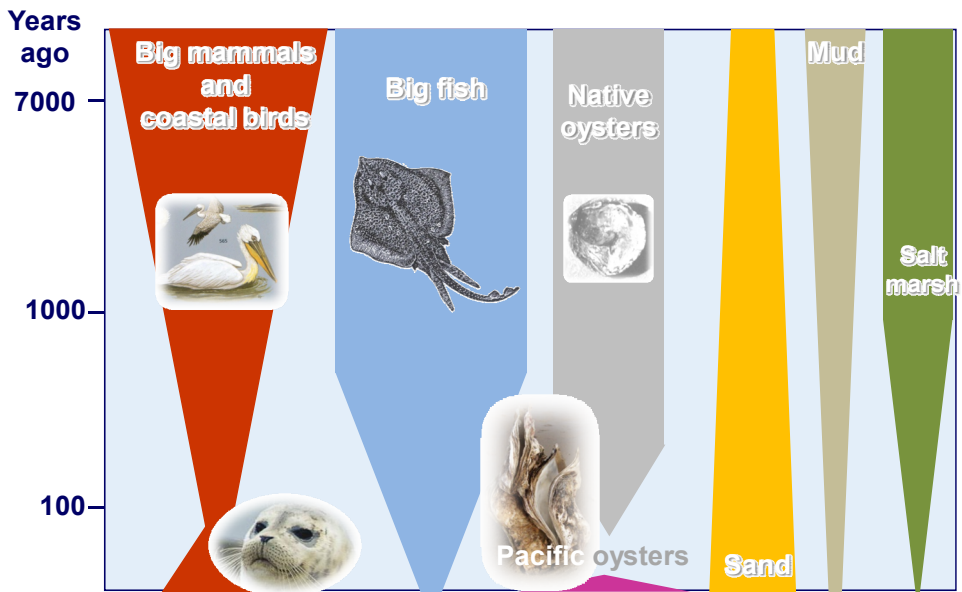 Years
ago
7000
1000
100
Big mammals
and
coastal birds
Big fish
Native
oysters
Pacific oysters
Sand
Mud
Salt
marsh